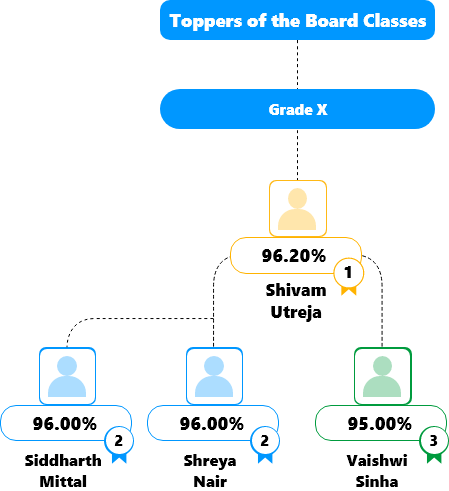 Toppers of the Board Classes
Grade X
96.20%
1
Shivam
Utreja
96.00%
2
Siddharth
Mittal
96.00%
2
Shreya
Nair
95.00%
3
Vaishwi
Sinha